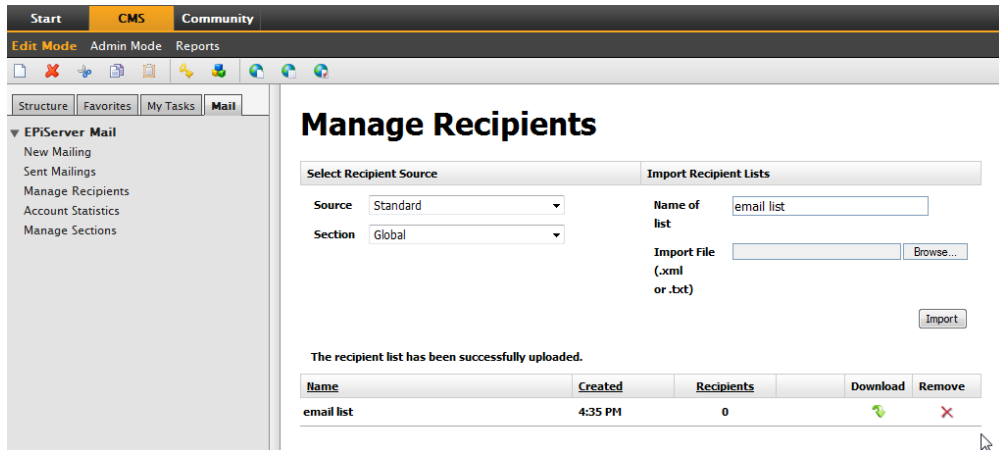 Start CMS Community
Edit Mode Admin Mode Reports
Structure Favorites My Tasks Mail
EPiServer Mail
New Mailing
Sent Mailings
Manage Recipients
Account Statistics
Manage Sections
Manage Recipients
Select Recipient Source
Source Standard
Section Global
Import Recipient Lists
Name of email list
list
Import File Browse...
(.xml
or .txt)
Import
The recipient list has been successfully uploaded.
Name Created Recipients Download Remove
email list 4:35 PM 0